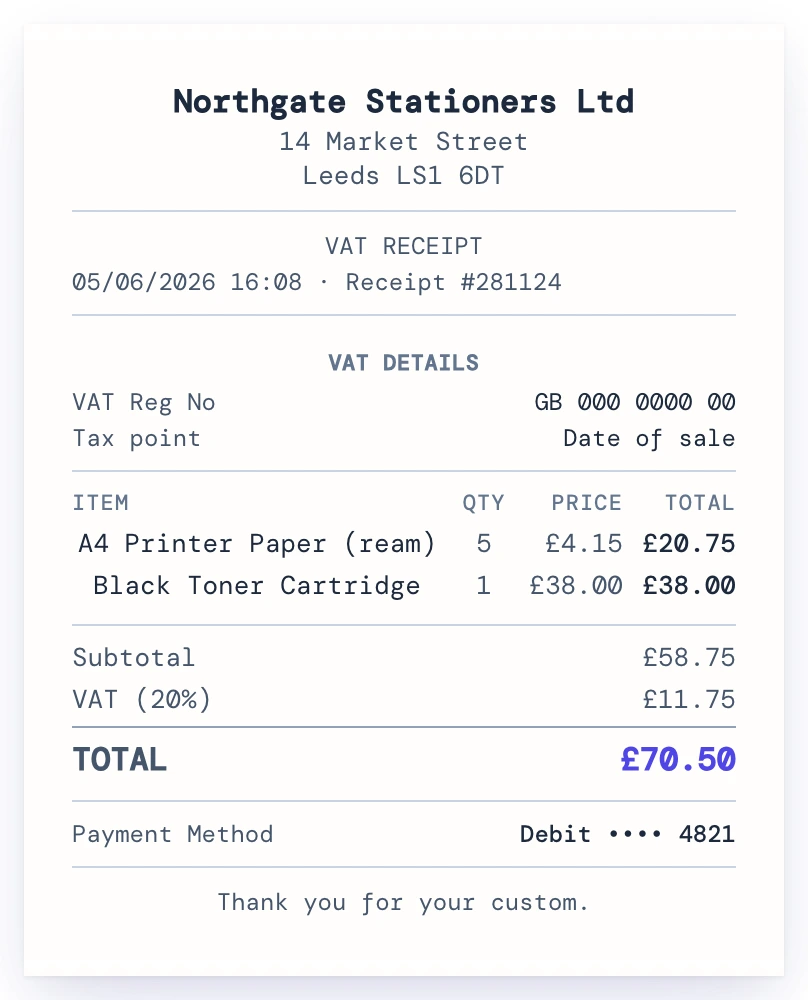 Northgate Stationers Ltd
14 Market Street
Leeds LS1 6DT
VAT RECEIPT
05/06/2026 16:08 · Receipt #281124
VAT DETAILS
VAT Reg No GB 000 0000 00
Tax point Date of sale
ITEM QTY PRICE TOTAL
A4 Printer Paper (ream) 5 £4.15 £20.75
Black Toner Cartridge 1 £38.00 £38.00
Subtotal £58.75
VAT (20%) £11.75
TOTAL £70.50
Payment Method Debit •••• 4821
Thank you for your custom.